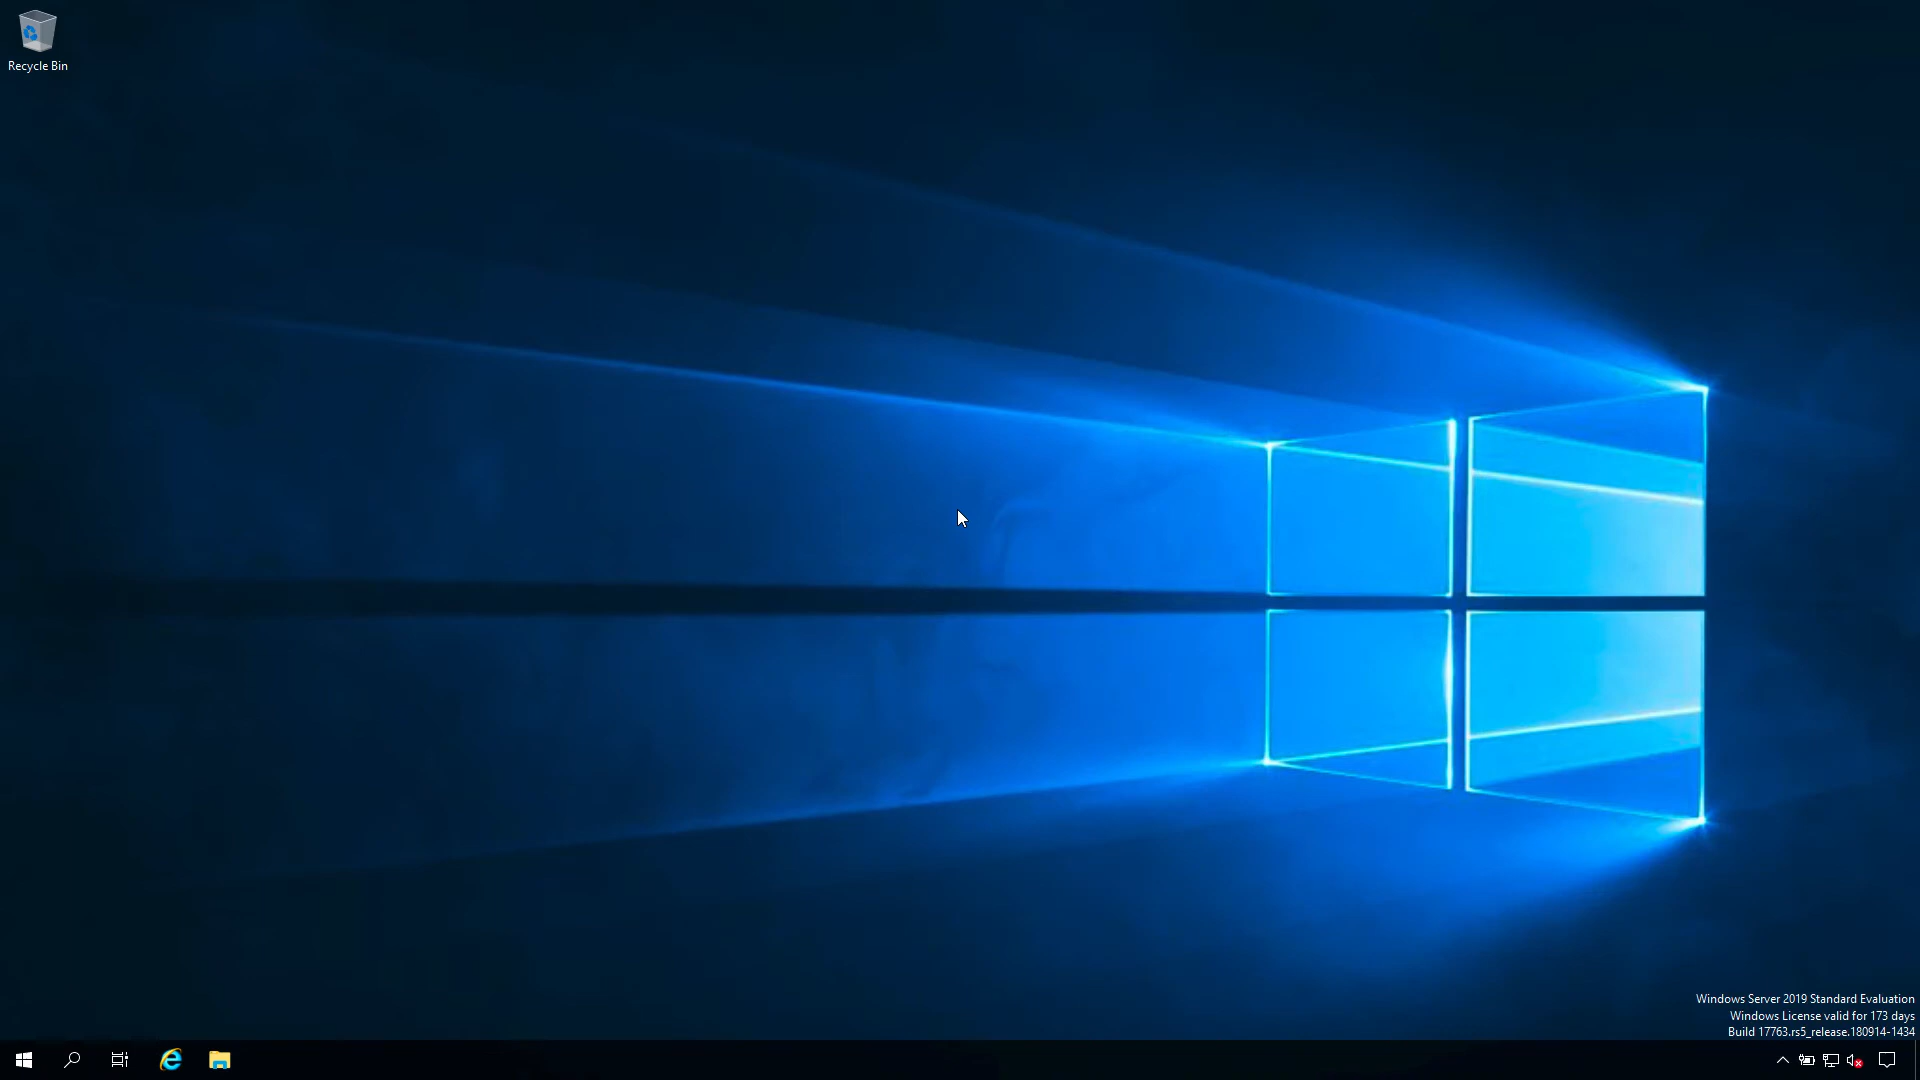 Recycle Bin
Windows Server 2019 Standard Evaluation
Windows License valid for 173 days
Build 17763.rs5_release.180914-1434